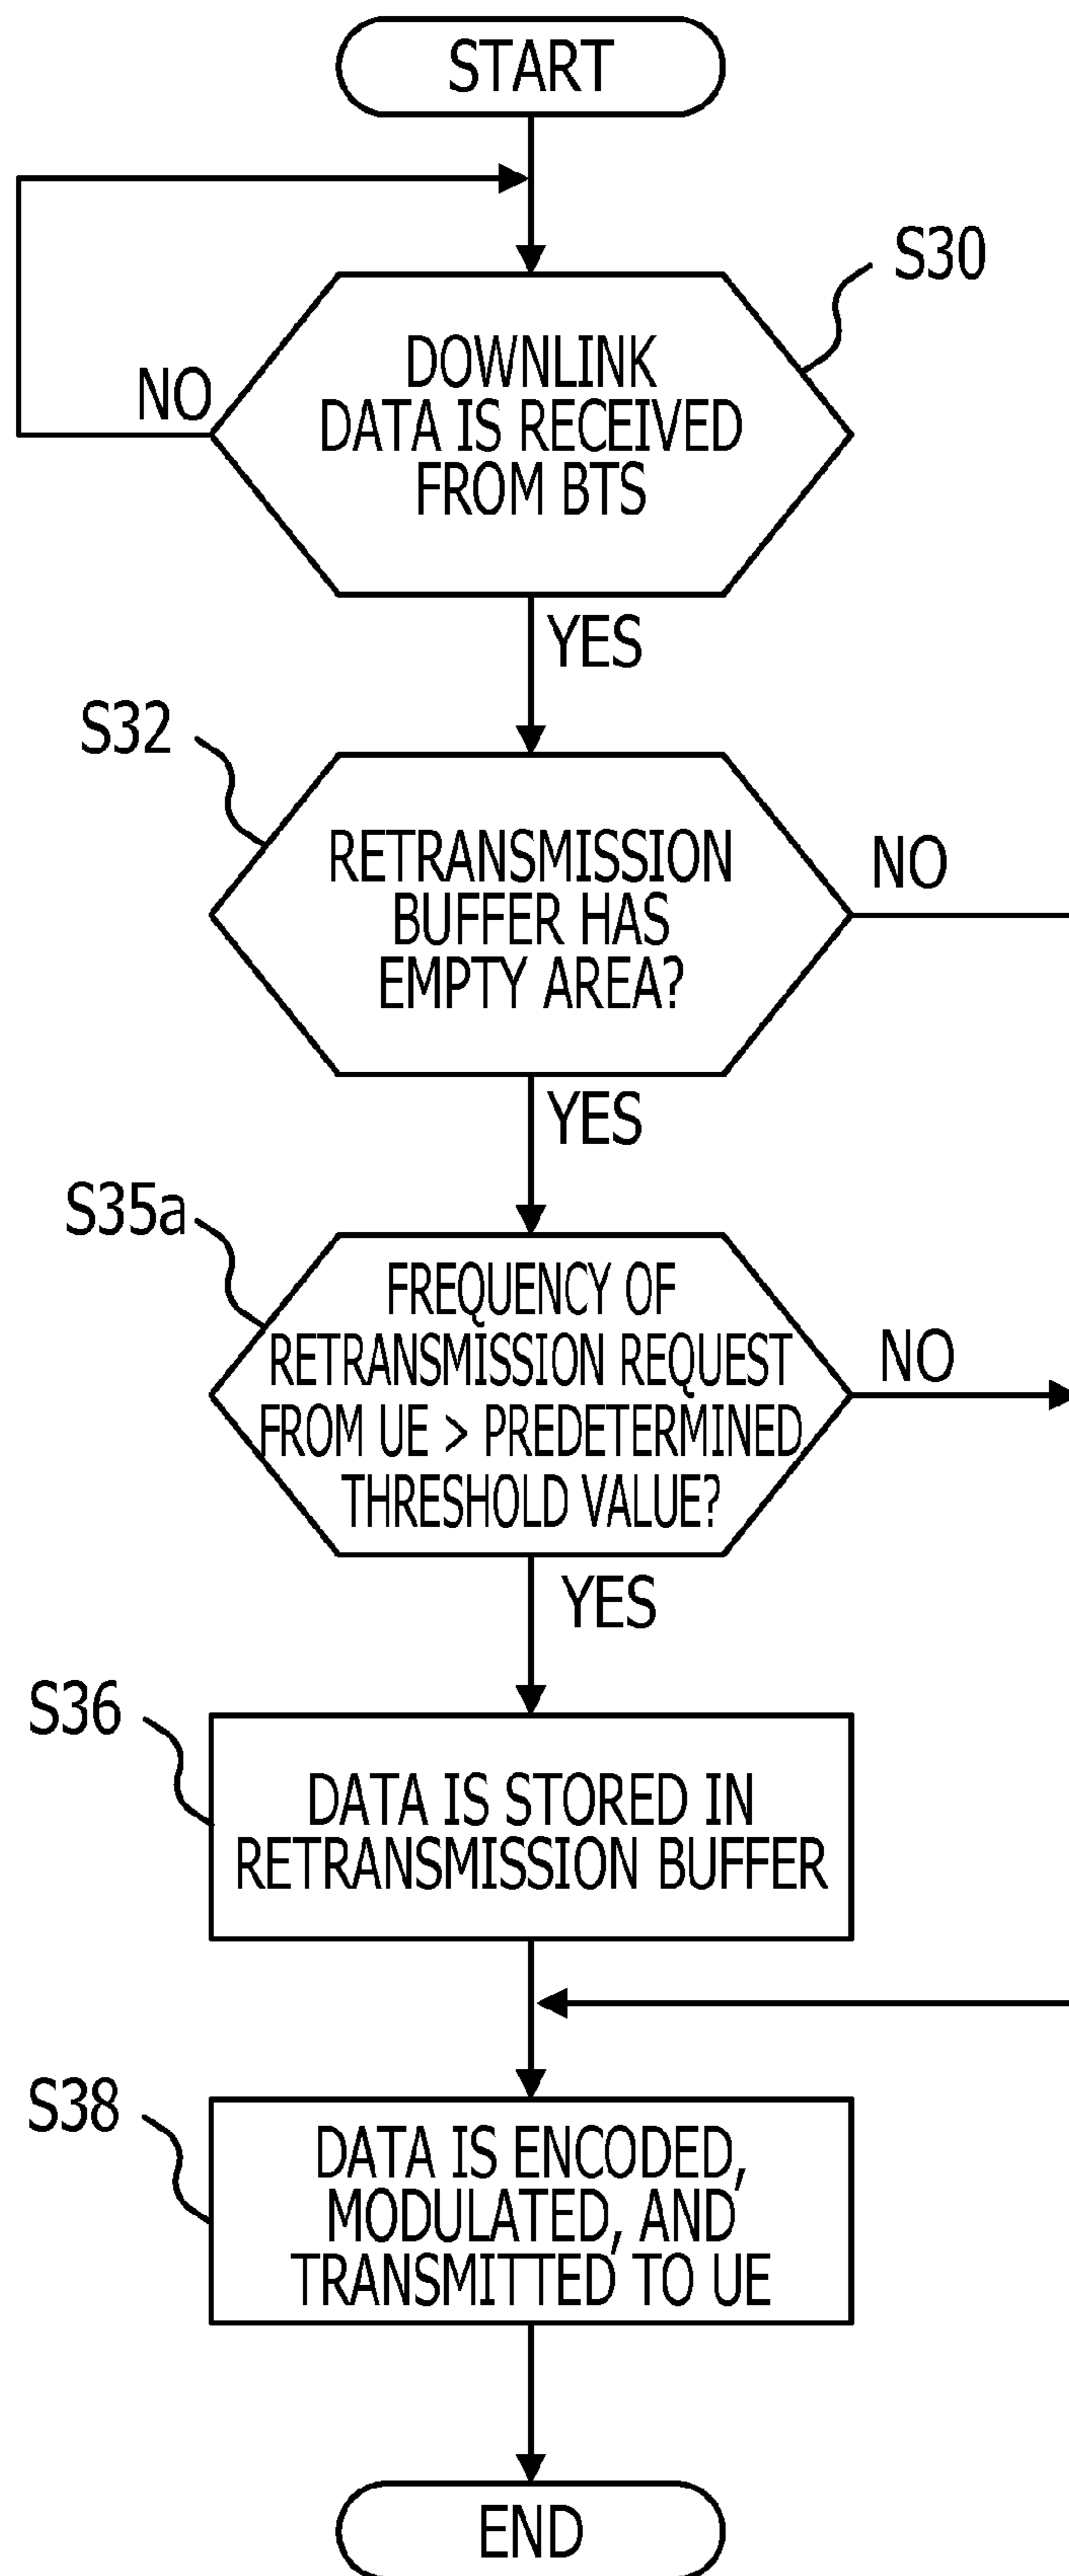 START
S30
DOWNLINK
DATA IS RECEIVED
FROM BTS
NO
YES
S32
RETRANSMISSION
BUFFER HAS
EMPTY AREA?
NO
YES
S35a
FREQUENCY OF
RETRANSMISSION REQUEST
FROM UE > PREDETERMINED
THRESHOLD VALUE?
NO
YES
S36
DATA IS STORED IN
RETRANSMISSION BUFFER
S38
DATA IS ENCODED,
MODULATED, AND
TRANSMITTED TO UE
END